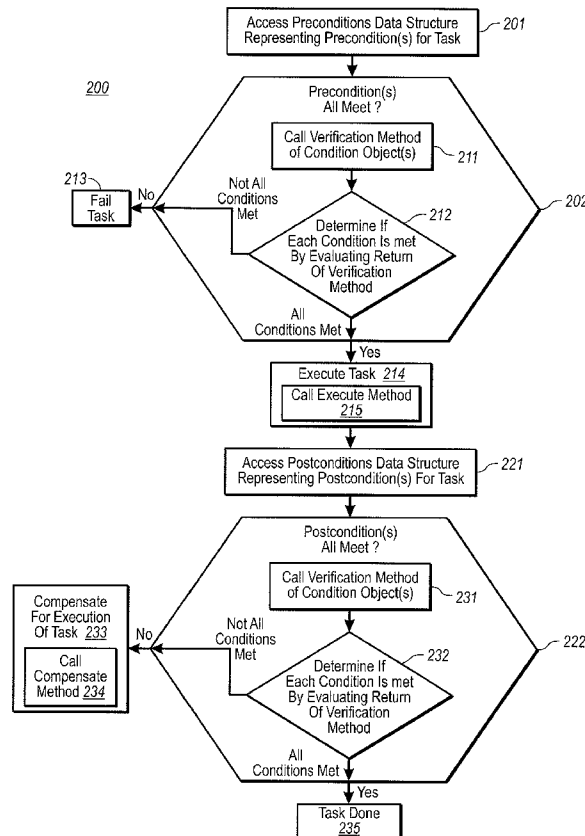 Access Preconditions Data Structure
Representing Precondition(s) for Task
201
200
Precondition(s)
All Meet ?
Call Verification Method
of Condition Object(s)
211
213
Fail
Task
No
Not All
Conditions
Met
212
202
Determine If
Each Condition Is met
By Evaluating Return
Of Verification
Method
All
Conditions Met
Yes
Execute Task 214
Call Execute Method
215
Access Postconditions Data Structure
Representing Postcondition(s) For Task
221
Postcondition(s)
All Meet ?
Call Verification Method
of Condition Object(s)
231
Compensate
For Execution
Of Task 233
Call
Compensate
Method 234
No
Not All
Conditions
Met
232
222
Determine If
Each Condition Is met
By Evaluating Return
Of Verification
Method
All
Conditions Met
Yes
Task Done
235